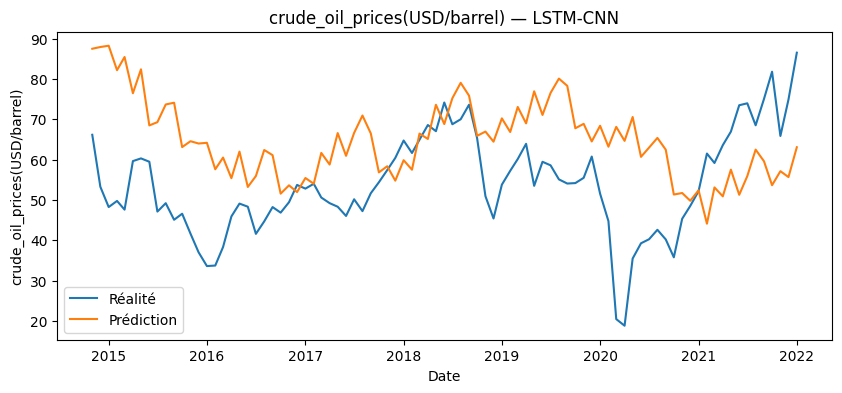 crude_oil_prices(USD/barrel) — LSTM-CNN
crude_oil_prices(USD/barrel)
90
80
70
60
50
40
30
20
Réalité
Prédiction
2015 2016 2017 2018 2019 2020 2021 2022
Date